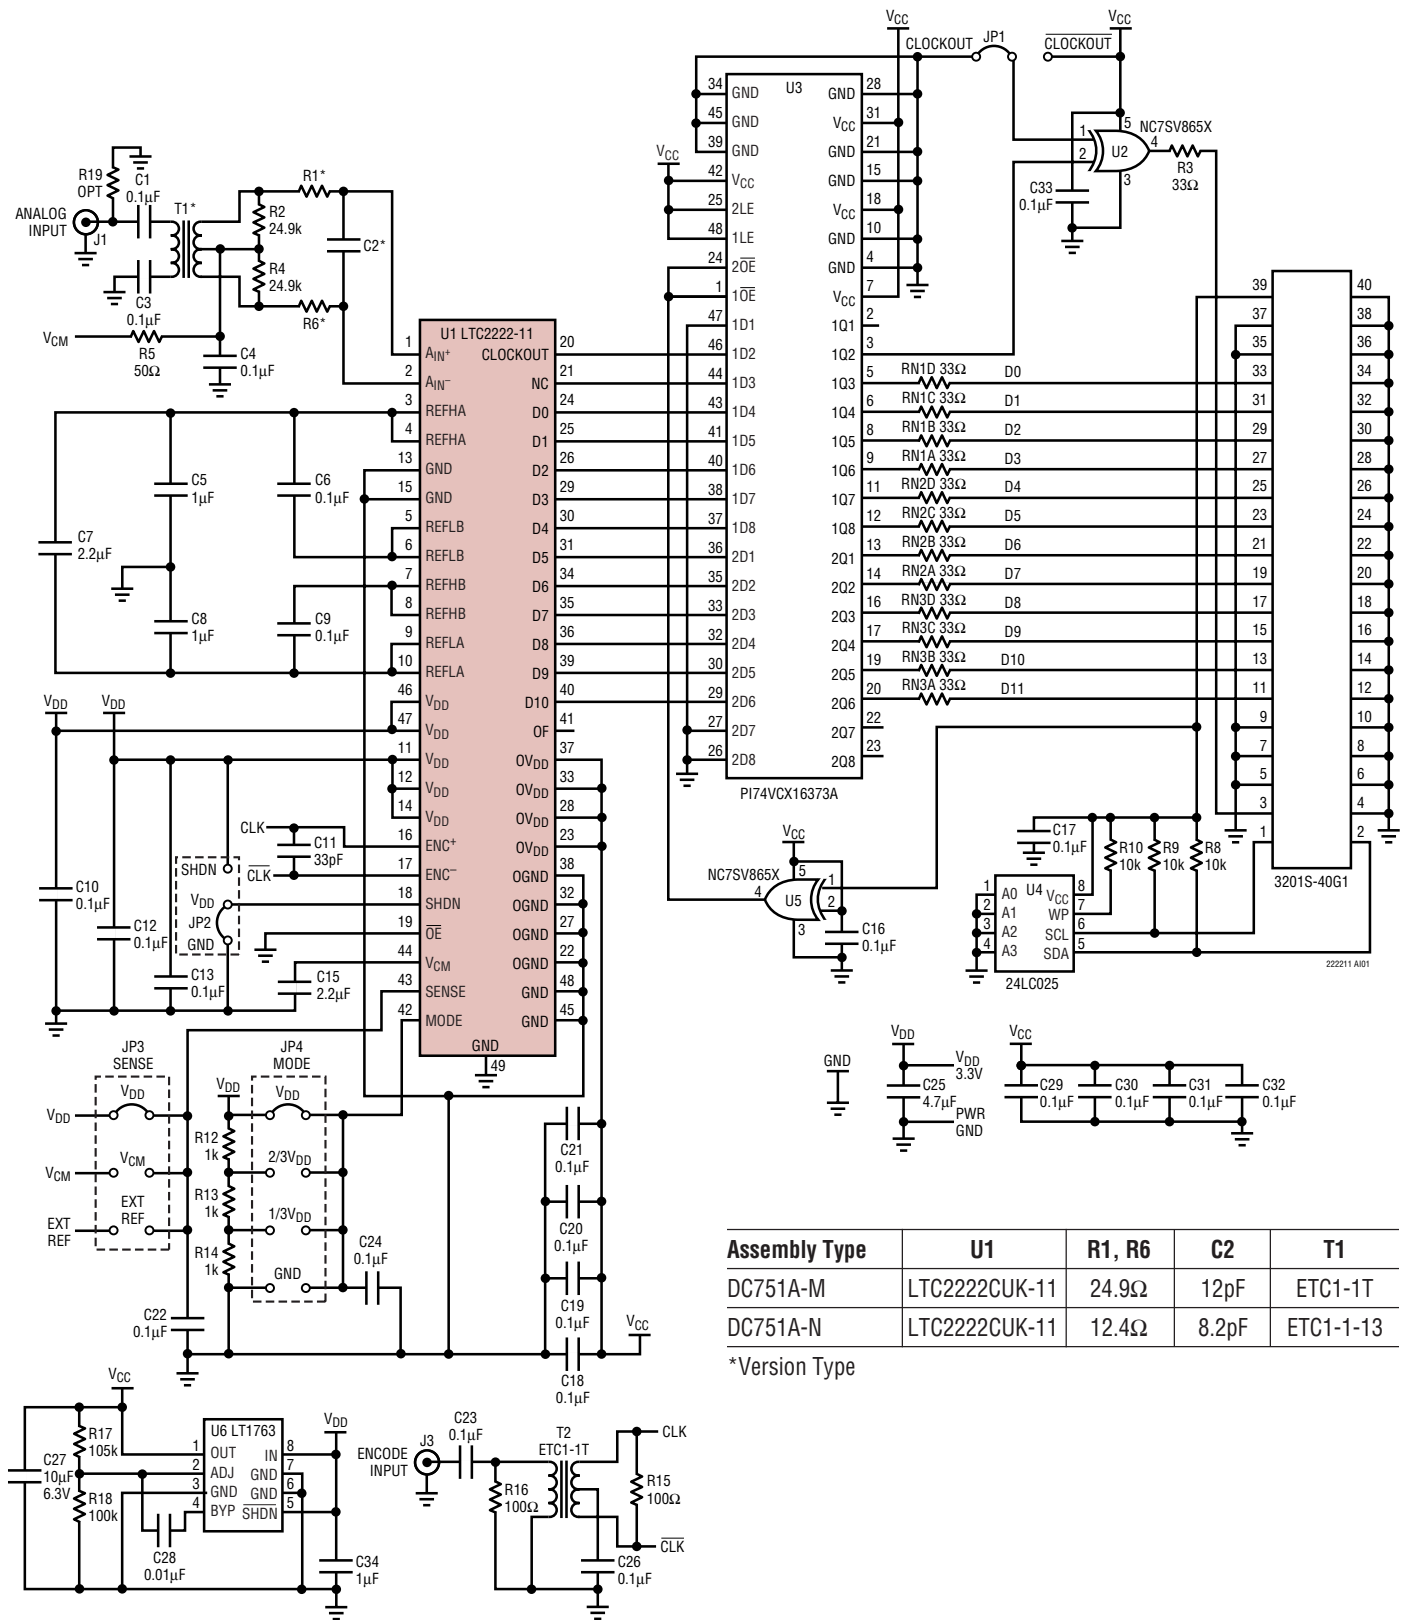 VCC
VCC
CLOCKOUT
JP1
CLOCKOUT
34 GND
U3
GND 28
45 GND
VCC 31
39 GND
GND 21
VCC
42 VCC
GND 15
25 2LE
VCC 18
48 1LE
GND 10
24 2OE
GND 4
1 1OE
VCC 7
47 1D1
1Q1 2
46 1D2
1Q2 3
44 1D3
1Q3 5
43 1D4
1Q4 6
41 1D5
1Q5 8
40 1D6
1Q6 9
38 1D7
1Q7 11
37 1D8
1Q8 12
36 2D1
2Q1 13
35 2D2
2Q2 14
33 2D3
2Q3 16
32 2D4
2Q4 17
30 2D5
2Q5 19
29 2D6
2Q6 20
27 2D7
2Q7 22
26 2D8
2Q8 23
PI74VCX16373A
1
2
5
NC7SV865X
U2
4
3
R3
33Ω
C33
0.1µF
RN1D 33Ω D0
RN1C 33Ω D1
RN1B 33Ω D2
RN1A 33Ω D3
RN2D 33Ω D4
RN2C 33Ω D5
RN2B 33Ω D6
RN2A 33Ω D7
RN3D 33Ω D8
RN3C 33Ω D9
RN3B 33Ω D10
RN3A 33Ω D11
39 40
37 38
35 36
33 34
31 32
29 30
27 28
25 26
23 24
21 22
19 20
17 18
15 16
13 14
11 12
9 10
7 8
5 6
3 4
1 2
3201S-40G1
R19
OPT
C1
0.1µF
ANALOG
INPUT
J1
T1*
C3
0.1µF
R2
24.9k
R4
24.9k
R1*
R6*
C2*
VCM
R5
50Ω
C4
0.1µF
U1 LTC2222-11
1 AIN+
CLOCKOUT 20
2 AIN–
NC 21
3 REFHA
D0 24
4 REFHA
D1 25
13 GND
D2 26
15 GND
D3 29
5 REFLB
D4 30
6 REFLB
D5 31
7 REFHB
D6 34
8 REFHB
D7 35
9 REFLA
D8 36
10 REFLA
D9 39
46 VDD
D10 40
47 VDD
OF 41
11 VDD
OVDD 37
12 VDD
OVDD 33
14 VDD
OVDD 28
16 ENC+
OVDD 23
17 ENC–
OGND 38
18 SHDN
OGND 32
19 OE
OGND 27
44 VCM
OGND 22
43 SENSE
GND 48
42 MODE
GND 45
GND
49
C5
1µF
C6
0.1µF
C7
2.2µF
C8
1µF
C9
0.1µF
VDD
VDD
CLK
C11
33pF
CLK
SHDN
VDD
JP2
GND
C10
0.1µF
C12
0.1µF
C13
0.1µF
C15
2.2µF
VCC
NC7SV865X
5
4
U5
1
2
3
C16
0.1µF
C17
0.1µF
R10
10k
R9
10k
R8
10k
U4
1 A0
VCC 8
2 A1
WP 7
3 A2
SCL 6
4 A3
SDA 5
24LC025
222211 AI01
JP3
SENSE
VDD
VDD
VCM
VCM
EXT
REF
EXT
REF
JP4
MODE
VDD
VDD
R12
1k
2/3VDD
R13
1k
1/3VDD
R14
1k
GND
C24
0.1µF
C22
0.1µF
C21
0.1µF
C20
0.1µF
C19
0.1µF
C18
0.1µF
VCC
GND
VDD
VDD
3.3V
C25
4.7µF
PWR
GND
VCC
C29
0.1µF
C30
0.1µF
C31
0.1µF
C32
0.1µF
Assembly Type U1 R1, R6 C2 T1
DC751A-M LTC2222CUK-11 24.9Ω 12pF ETC1-1T
DC751A-N LTC2222CUK-11 12.4Ω 8.2pF ETC1-1-13
*Version Type
VCC
C27
10µF
6.3V
R17
105k
R18
100k
U6 LT1763
1 OUT
IN 8
2 ADJ
GND 7
3 GND
GND 6
4 BYP
SHDN 5
C28
0.01µF
VDD
C34
1µF
ENCODE
INPUT
J3
C23
0.1µF
R16
100Ω
T2
ETC1-1T
CLK
R15
100Ω
CLK
C26
0.1µF